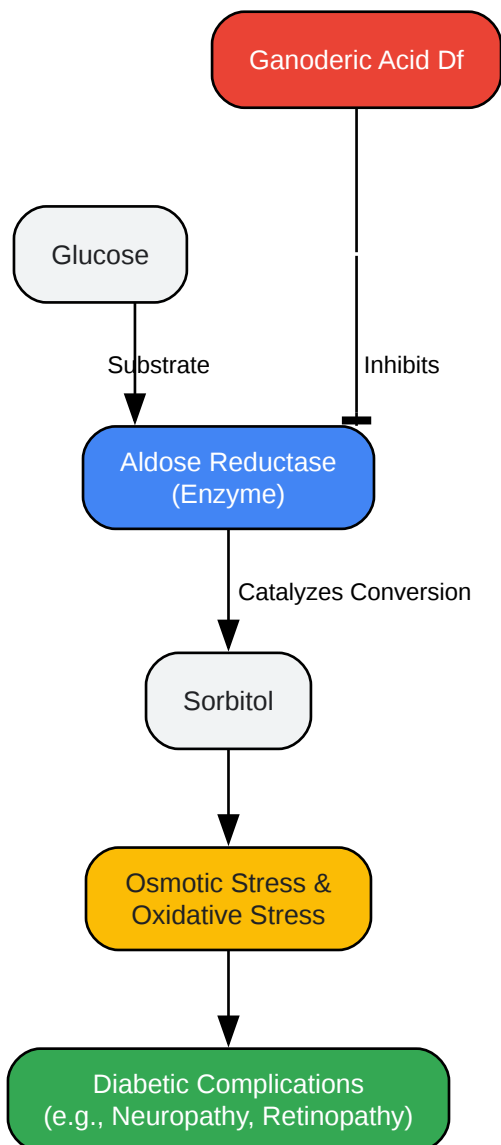 Ganoderic Acid Df
Glucose
Substrate
Inhibits
Aldose Reductase
(Enzyme)
Catalyzes Conversion
Sorbitol
Osmotic Stress &
Oxidative Stress
Diabetic Complications
(e.g., Neuropathy, Retinopathy)